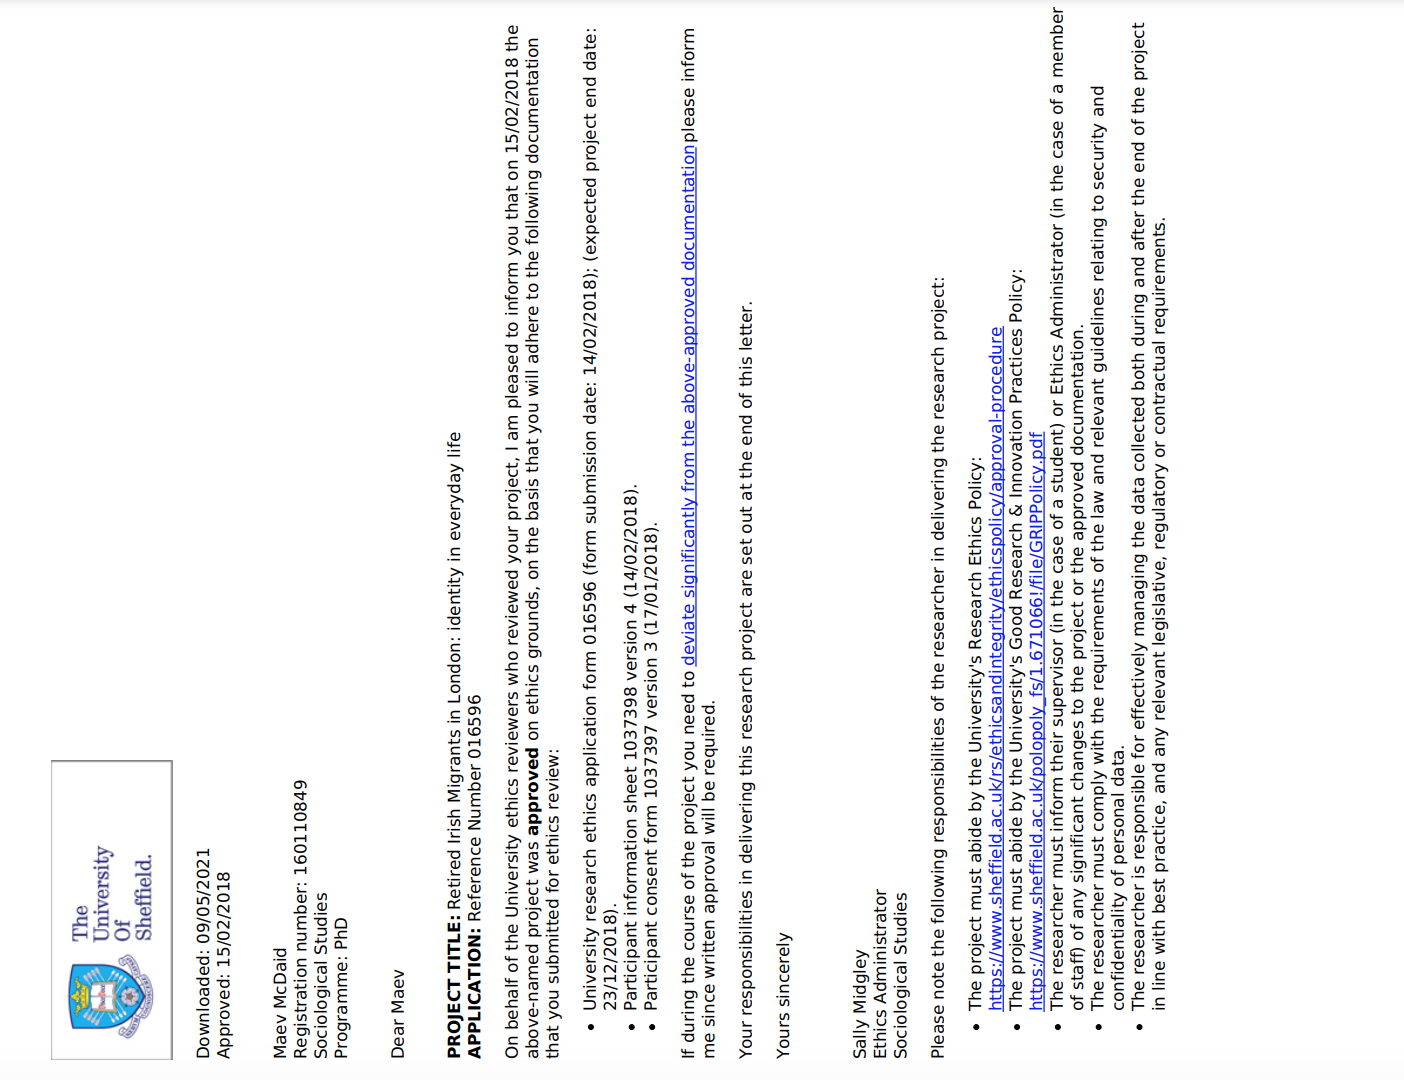 The
University
Of
Sheffield.
Downloaded: 09/05/2021
Approved: 15/02/2018
Maev McDaid
Registration number: 160110849
Sociological Studies
Programme: PhD
Dear Maev
PROJECT TITLE: Retired Irish Migrants in London: identity in everyday life
APPLICATION: Reference Number 016596
On behalf of the University ethics reviewers who reviewed your project, I am pleased to inform you that on 15/02/2018 the
above-named project was approved on ethics grounds, on the basis that you will adhere to the following documentation
that you submitted for ethics review:
• University research ethics application form 016596 (form submission date: 14/02/2018); (expected project end date:
23/12/2018).
• Participant information sheet 1037398 version 4 (14/02/2018).
• Participant consent form 1037397 version 3 (17/01/2018).
If during the course of the project you need to deviate significantly from the above-approved documentation please inform
me since written approval will be required.
Your responsibilities in delivering this research project are set out at the end of this letter.
Yours sincerely
Sally Midgley
Ethics Administrator
Sociological Studies
Please note the following responsibilities of the researcher in delivering the research project:
• The project must abide by the University's Research Ethics Policy:
https://www.sheffield.ac.uk/rs/ethicsandintegrity/ethicspolicy/approval-procedure
• The project must abide by the University's Good Research & Innovation Practices Policy:
https://www.sheffield.ac.uk/polopoly_fs/1.671066!/file/GRIPPolicy.pdf
• The researcher must inform their supervisor (in the case of a student) or Ethics Administrator (in the case of a member
of staff) of any significant changes to the project or the approved documentation.
• The researcher must comply with the requirements of the law and relevant guidelines relating to security and
confidentiality of personal data.
• The researcher is responsible for effectively managing the data collected both during and after the end of the project
in line with best practice, and any relevant legislative, regulatory or contractual requirements.